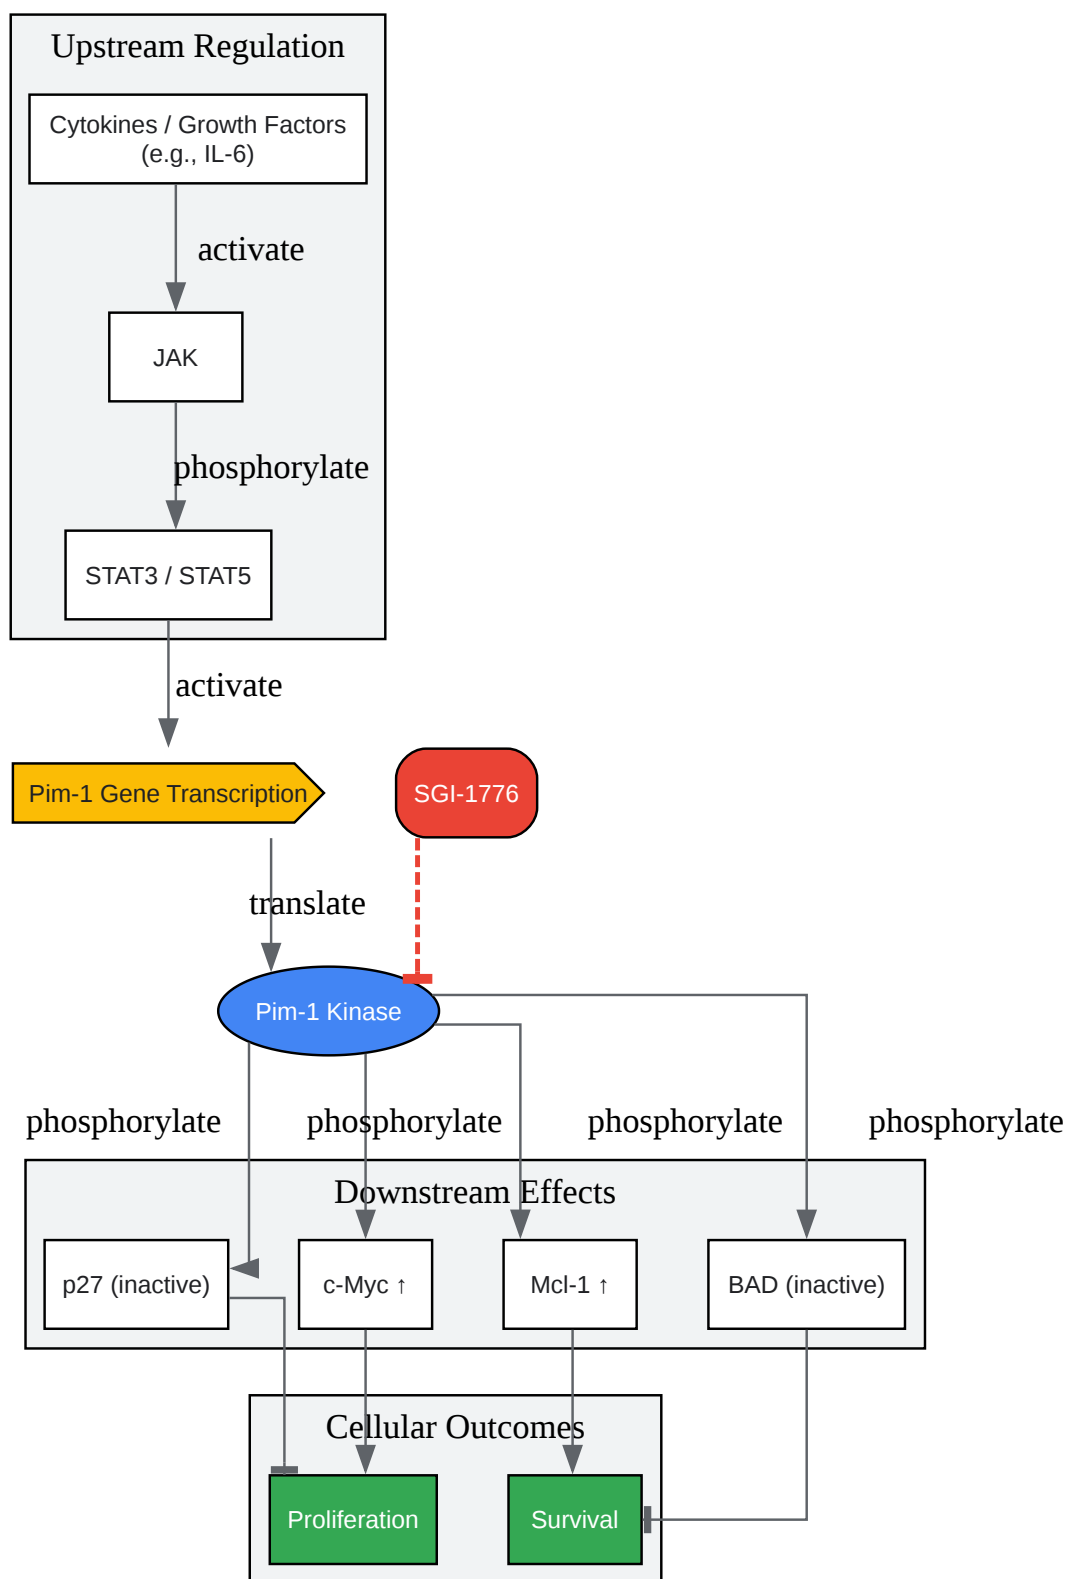 Upstream Regulation
Cytokines / Growth Factors
(e.g., IL-6)
activate
JAK
phosphorylate
STAT3 / STAT5
activate
Pim-1 Gene Transcription
SGI-1776
translate
Pim-1 Kinase
phosphorylate
phosphorylate
phosphorylate
phosphorylate
Downstream Effects
p27 (inactive)
c-Myc ↑
Mcl-1 ↑
BAD (inactive)
Cellular Outcomes
Proliferation
Survival